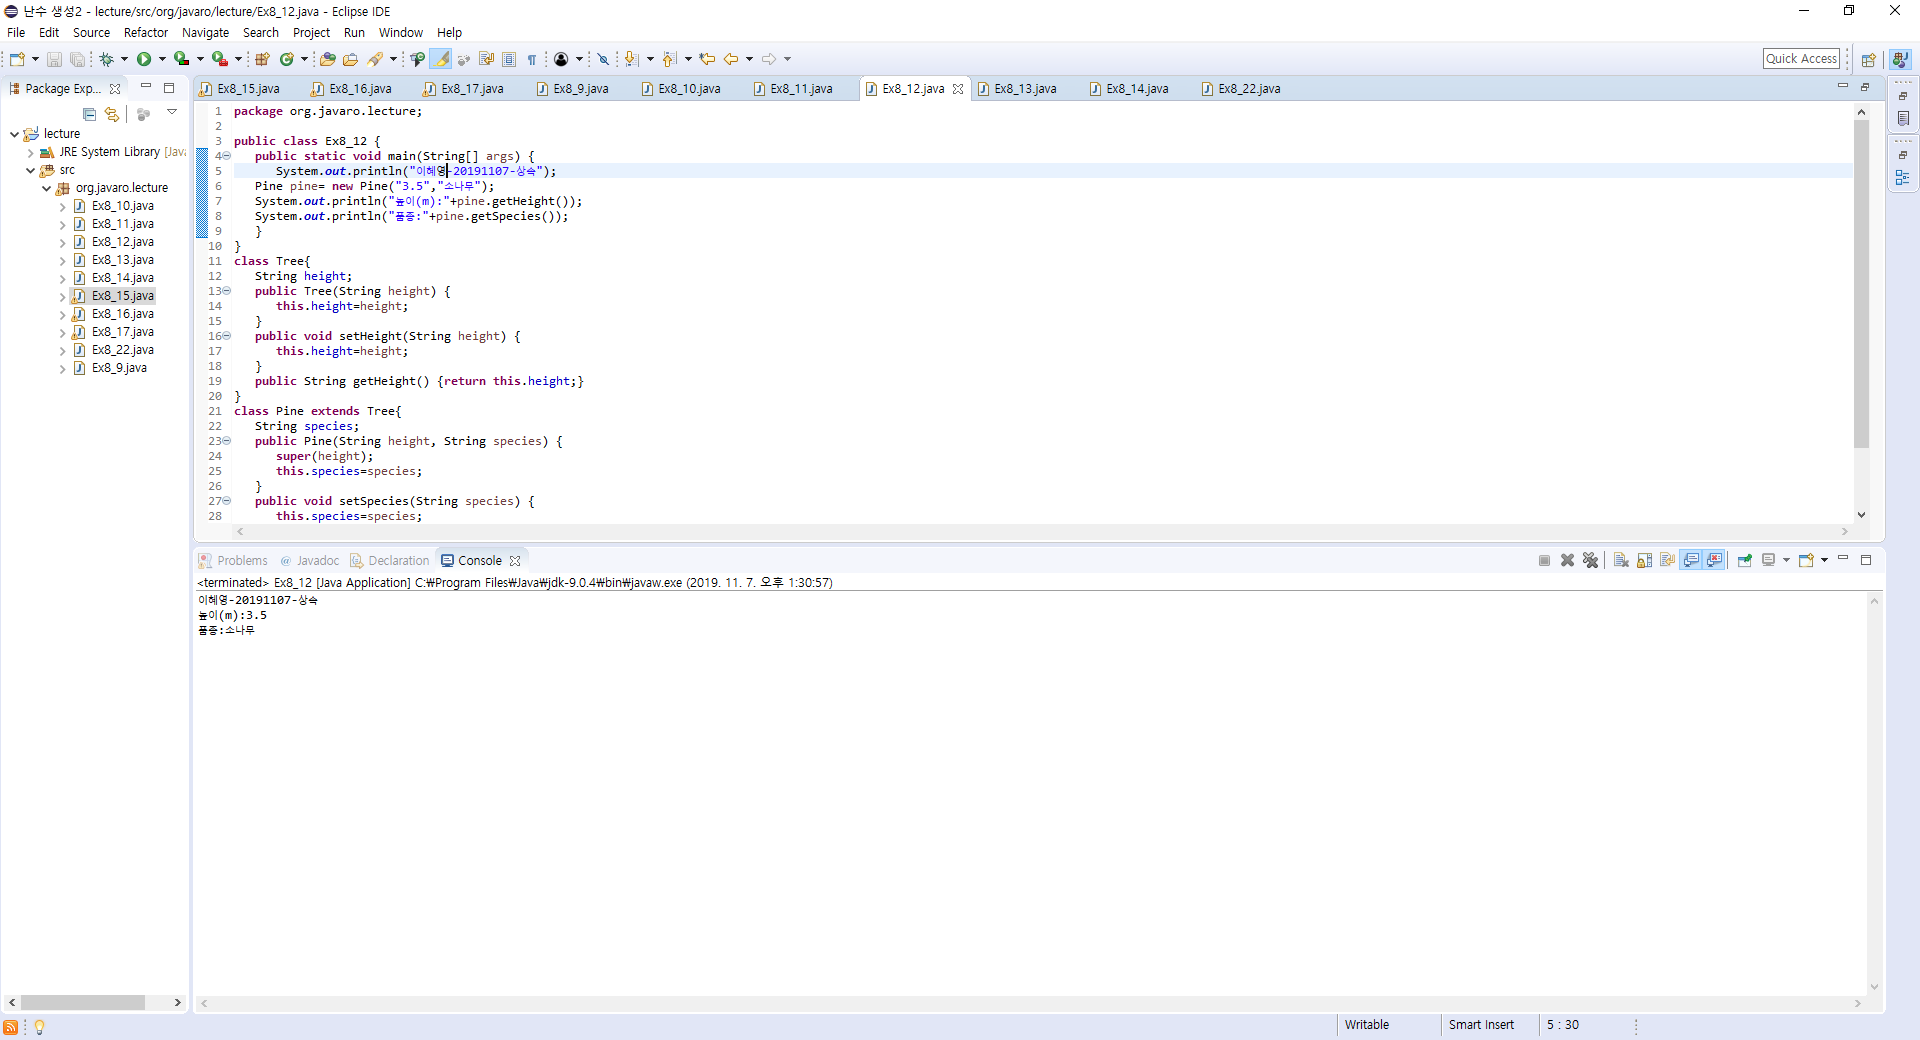 난수 생성2 - lecture/src/org/javaro/lecture/Ex8_12.java - Eclipse IDE
File Edit Source Refactor Navigate Search Project Run Window Help
Quick Access
Package Exp...
Ex8_15.java Ex8_16.java Ex8_17.java Ex8_9.java Ex8_10.java Ex8_11.java Ex8_12.java Ex8_13.java Ex8_14.java Ex8_22.java
lecture
JRE System Library [Java
src
org.javaro.lecture
Ex8_10.java
Ex8_11.java
Ex8_12.java
Ex8_13.java
Ex8_14.java
Ex8_15.java
Ex8_16.java
Ex8_17.java
Ex8_22.java
Ex8_9.java
1 package org.javaro.lecture;
2
3 public class Ex8_12 {
4 public static void main(String[] args) {
5 System.out.println("이혜영-20191107-상속");
6 Pine pine= new Pine("3.5","소나무");
7 System.out.println("높이(m):"+pine.getHeight());
8 System.out.println("품종:"+pine.getSpecies());
9 }
10 }
11 class Tree{
12 String height;
13 public Tree(String height) {
14 this.height=height;
15 }
16 public void setHeight(String height) {
17 this.height=height;
18 }
19 public String getHeight() {return this.height;}
20 }
21 class Pine extends Tree{
22 String species;
23 public Pine(String height, String species) {
24 super(height);
25 this.species=species;
26 }
27 public void setSpecies(String species) {
28 this.species=species;
Problems @ Javadoc Declaration Console
<terminated> Ex8_12 [Java Application] C:₩Program Files₩Java₩jdk-9.0.4₩bin₩javaw.exe (2019. 11. 7. 오후 1:30:57)
이혜영-20191107-상속
높이(m):3.5
품종:소나무
Writable Smart Insert 5 : 30